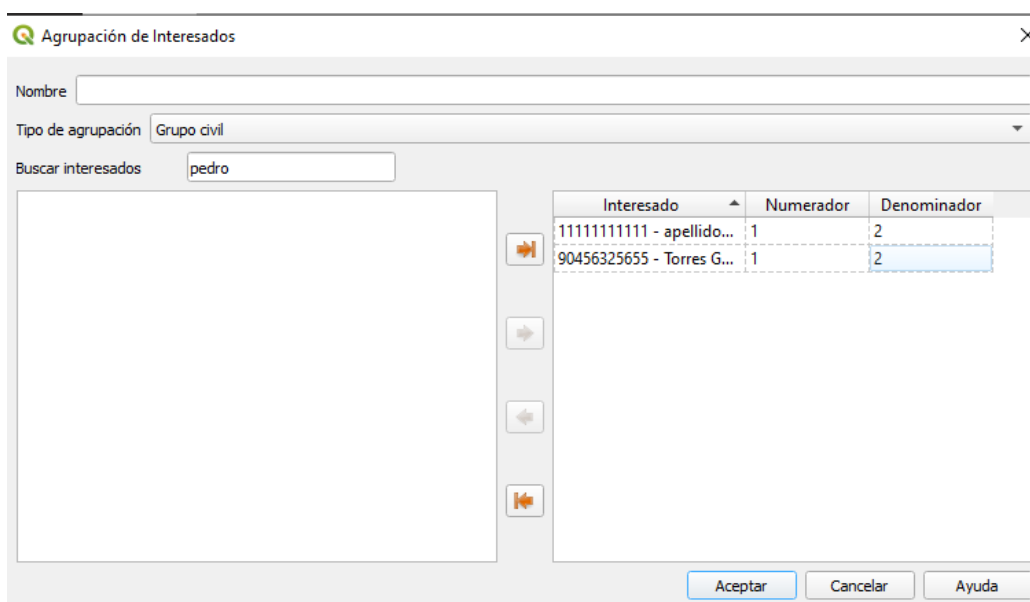 Agrupación de Interesados
Nombre
Tipo de agrupación Grupo civil
Buscar interesados pedro
Interesado Numerador Denominador
11111111111 - apellido... 1 2
90456325655 - Torres G... 1 2
Aceptar Cancelar Ayuda